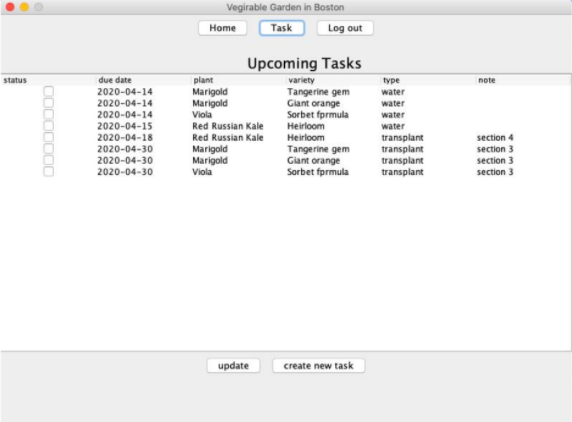 Vegirable Garden in Boston
Home Task Log out
Upcoming Tasks
status due date plant variety type note
2020-04-14 Marigold Tangerine gem water
2020-04-14 Marigold Giant orange water
2020-04-14 Viola Sorbet fprmula water
2020-04-15 Red Russian Kale Heirloom water
2020-04-18 Red Russian Kale Heirloom transplant section 4
2020-04-30 Marigold Tangerine gem transplant section 3
2020-04-30 Marigold Giant orange transplant section 3
2020-04-30 Viola Sorbet fprmula transplant section 3
update create new task